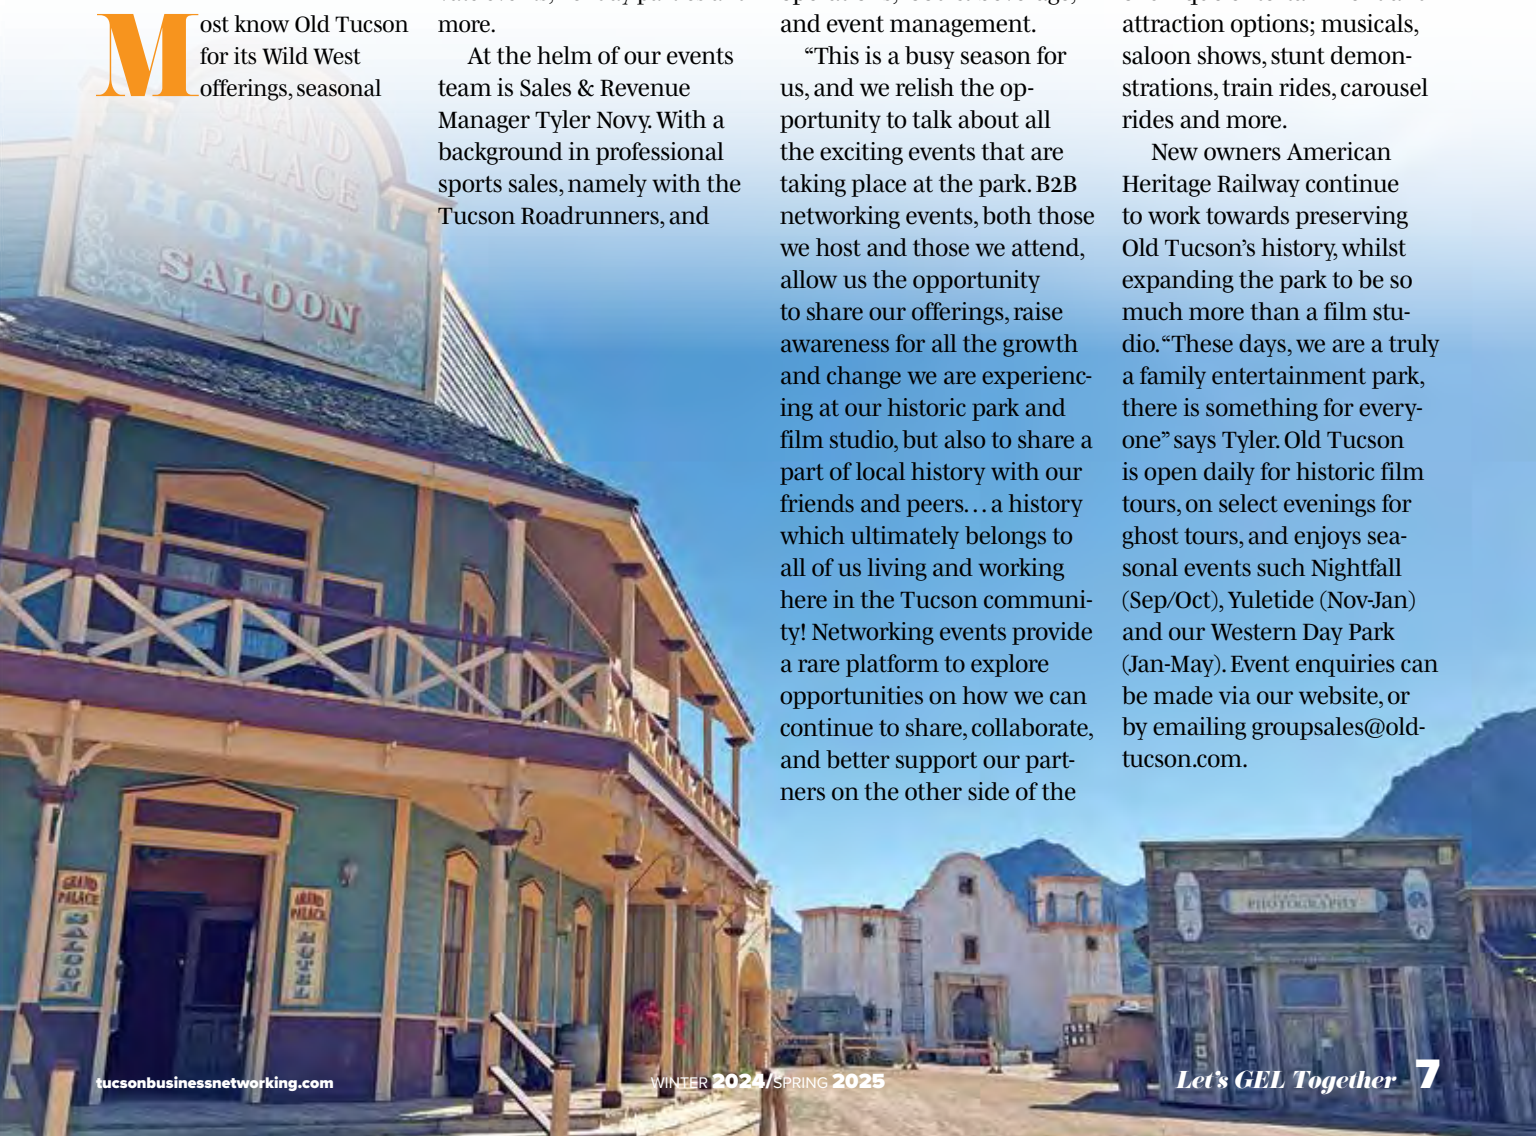 Most know Old Tucson
for its Wild West
offerings, seasonal
more.
At the helm of our events
team is Sales & Revenue
Manager Tyler Novy. With a
background in professional
sports sales, namely with the
Tucson Roadrunners, and
and event management.
“This is a busy season for
us, and we relish the op-
portunity to talk about all
the exciting events that are
taking place at the park. B2B
networking events, both those
we host and those we attend,
allow us the opportunity
to share our offerings, raise
awareness for all the growth
and change we are experienc-
ing at our historic park and
film studio, but also to share a
part of local history with our
friends and peers. . . a history
which ultimately belongs to
all of us living and working
here in the Tucson communi-
ty! Networking events provide
a rare platform to explore
opportunities on how we can
continue to share, collaborate,
and better support our part-
ners on the other side of the
attraction options; musicals,
saloon shows, stunt demon-
strations, train rides, carousel
rides and more.
New owners American
Heritage Railway continue
to work towards preserving
Old Tucson’s history, whilst
expanding the park to be so
much more than a film stu-
dio. “These days, we are a truly
a family entertainment park,
there is something for every-
one” says Tyler. Old Tucson
is open daily for historic film
tours, on select evenings for
ghost tours, and enjoys sea-
sonal events such Nightfall
(Sep/Oct), Yuletide (Nov-Jan)
and our Western Day Park
(Jan-May). Event enquiries can
be made via our website, or
by emailing groupsales@old-
tucson.com.
GRAND
PALACE
HOTEL
SALOON
GRAND
PALACE
SALOON
GRAND
PALACE
HOTEL
PHOTOGRAPHY
tucsonbusinessnetworking.com
WINTER 2024/SPRING 2025
Let’s GEL Together 7